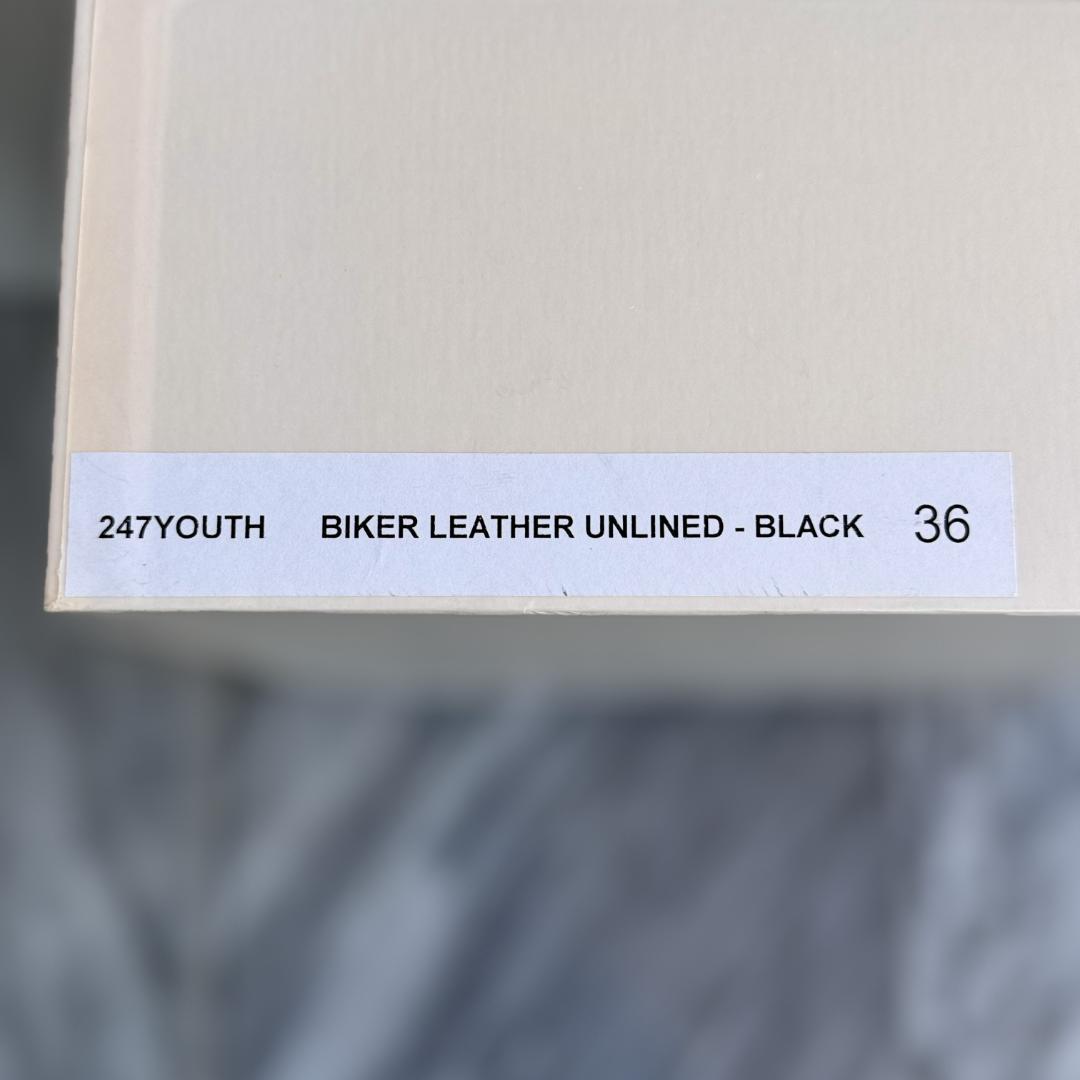 247YOUTH BIKER LEATHER UNLINED - BLACK 36